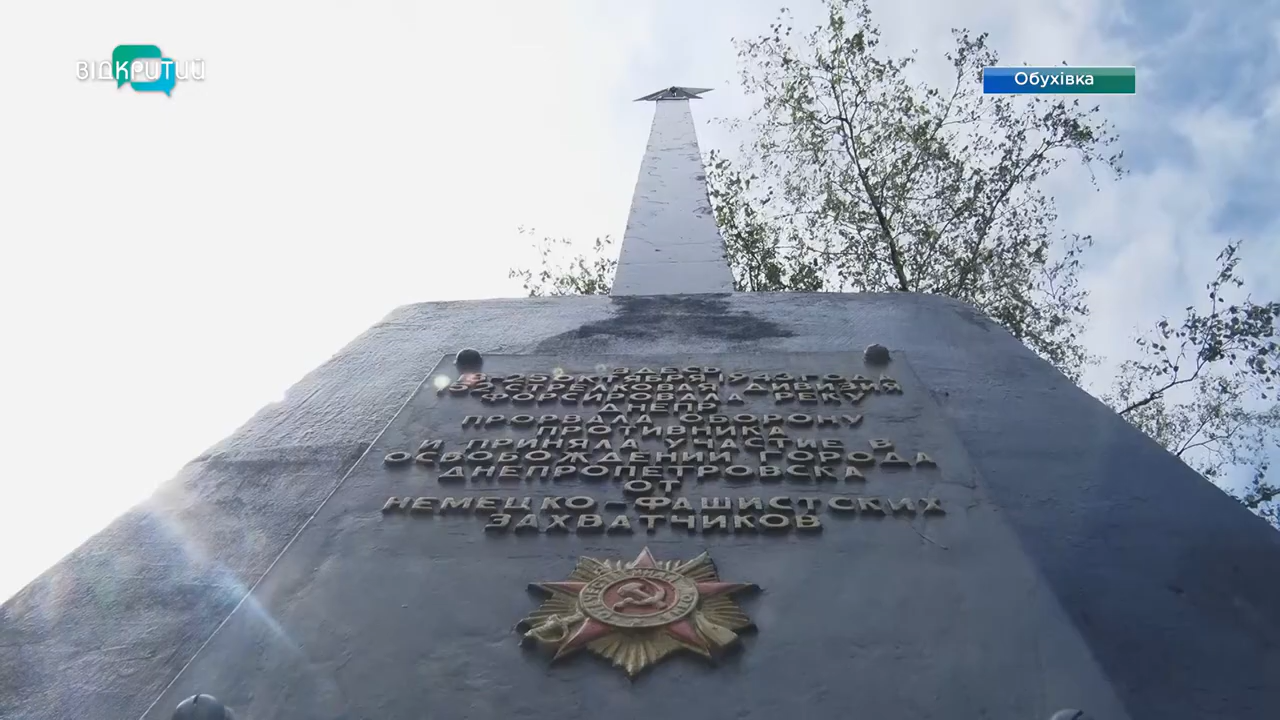 ВІДКРИТИЙ
Обухівка
ЗДЕСЬ
ОКТЯБРЯ 1943 ГОДА
152 СТРЕЛКОВАЯ ДИВИЗИЯ
ФОРСИРОВАЛА РЕКУ
ДНЕПР
ПРОРВАЛА ОБОРОНУ
ПРОТИВНИКА
И ПРИНЯЛА УЧАСТИЕ В
ОСВОБОЖДЕНИИ ГОРОДА
ДНЕПРОПЕТРОВСКА
ОТ
НЕМЕЦКО-ФАШИСТСКИХ
ЗАХВАТЧИКОВ